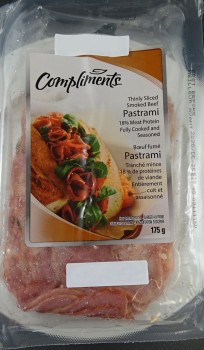 Compliments
Thinly Sliced
Smoked Beef
Pastrami
18% Meat Protein
Fully Cooked and
Seasoned
Bœuf fumé
Pastrami
Tranché mince
18 % de protéines
de viande
Entièrement
cuit et
assaisonné
175 g